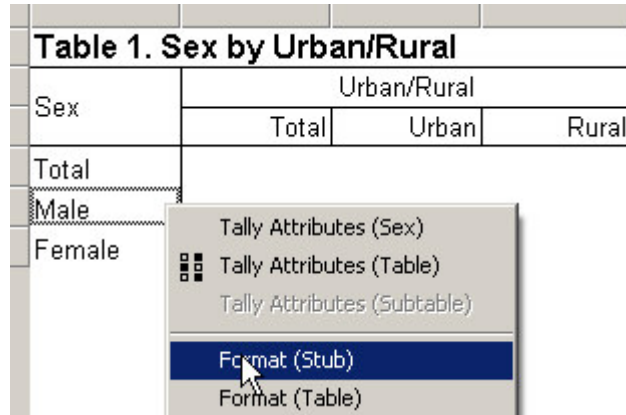 Table 1. Sex by Urban/Rural
Sex
Urban/Rural
Total Urban Rural
Total
Male
Female
Tally Attributes (Sex)
Tally Attributes (Table)
Tally Attributes (Subtable)
Format (Stub)
Format (Table)